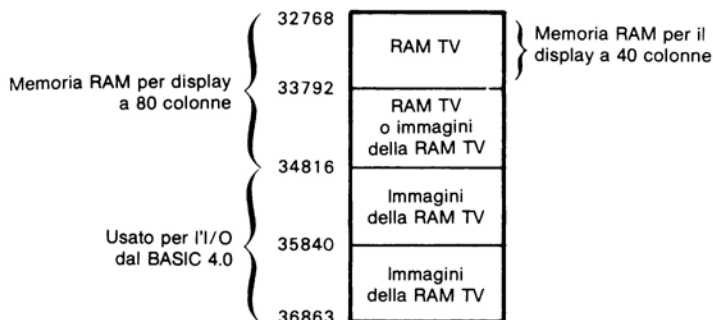 32768
RAM TV
Memoria RAM per il
display a 40 colonne
Memoria RAM per display
a 80 colonne
33792
RAM TV
o immagini
della RAM TV
34816
Immagini
della RAM TV
Usato per l'I/O
dal BASIC 4.0
35840
Immagini
della RAM TV
36863